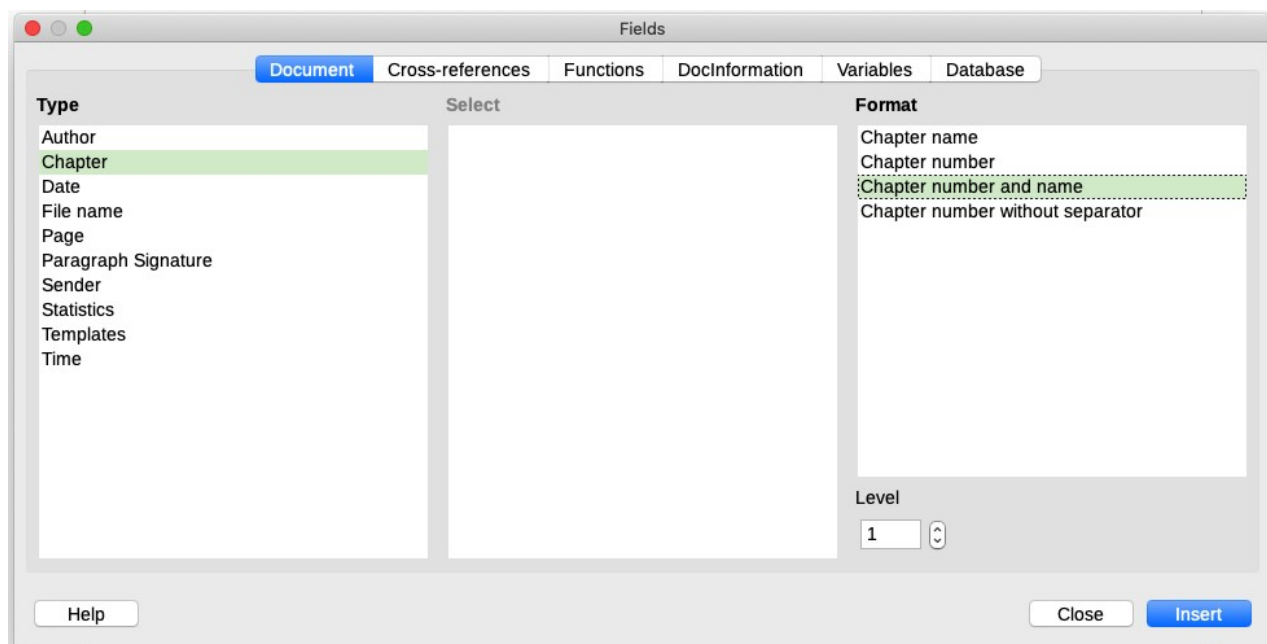 Fields
Document Cross-references Functions DocInformation Variables Database
Type
Author
Chapter
Date
File name
Page
Paragraph Signature
Sender
Statistics
Templates
Time
Select
Format
Chapter name
Chapter number
Chapter number and name
Chapter number without separator
Level
1
Help
Close
Insert